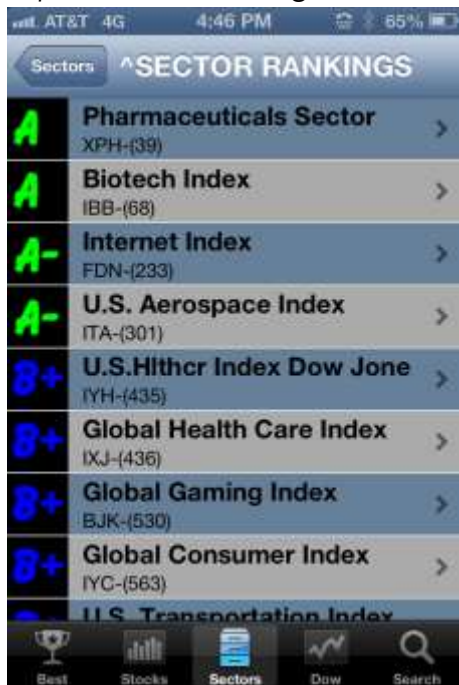 AT&T 4G 4:46 PM 65%
Sectors ^SECTOR RANKINGS
A Pharmaceuticals Sector
XPH-(39)
A Biotech Index
IBB-(68)
A- Internet Index
FDN-(233)
A- U.S. Aerospace Index
ITA-(301)
B+ U.S.Hlthcr Index Dow Jone
IYH-(435)
B+ Global Health Care Index
IXJ-(436)
B+ Global Gaming Index
BJK-(530)
B+ Global Consumer Index
IYC-(563)
U.S. Transportation Index
Best Stocks Sectors Dow Search